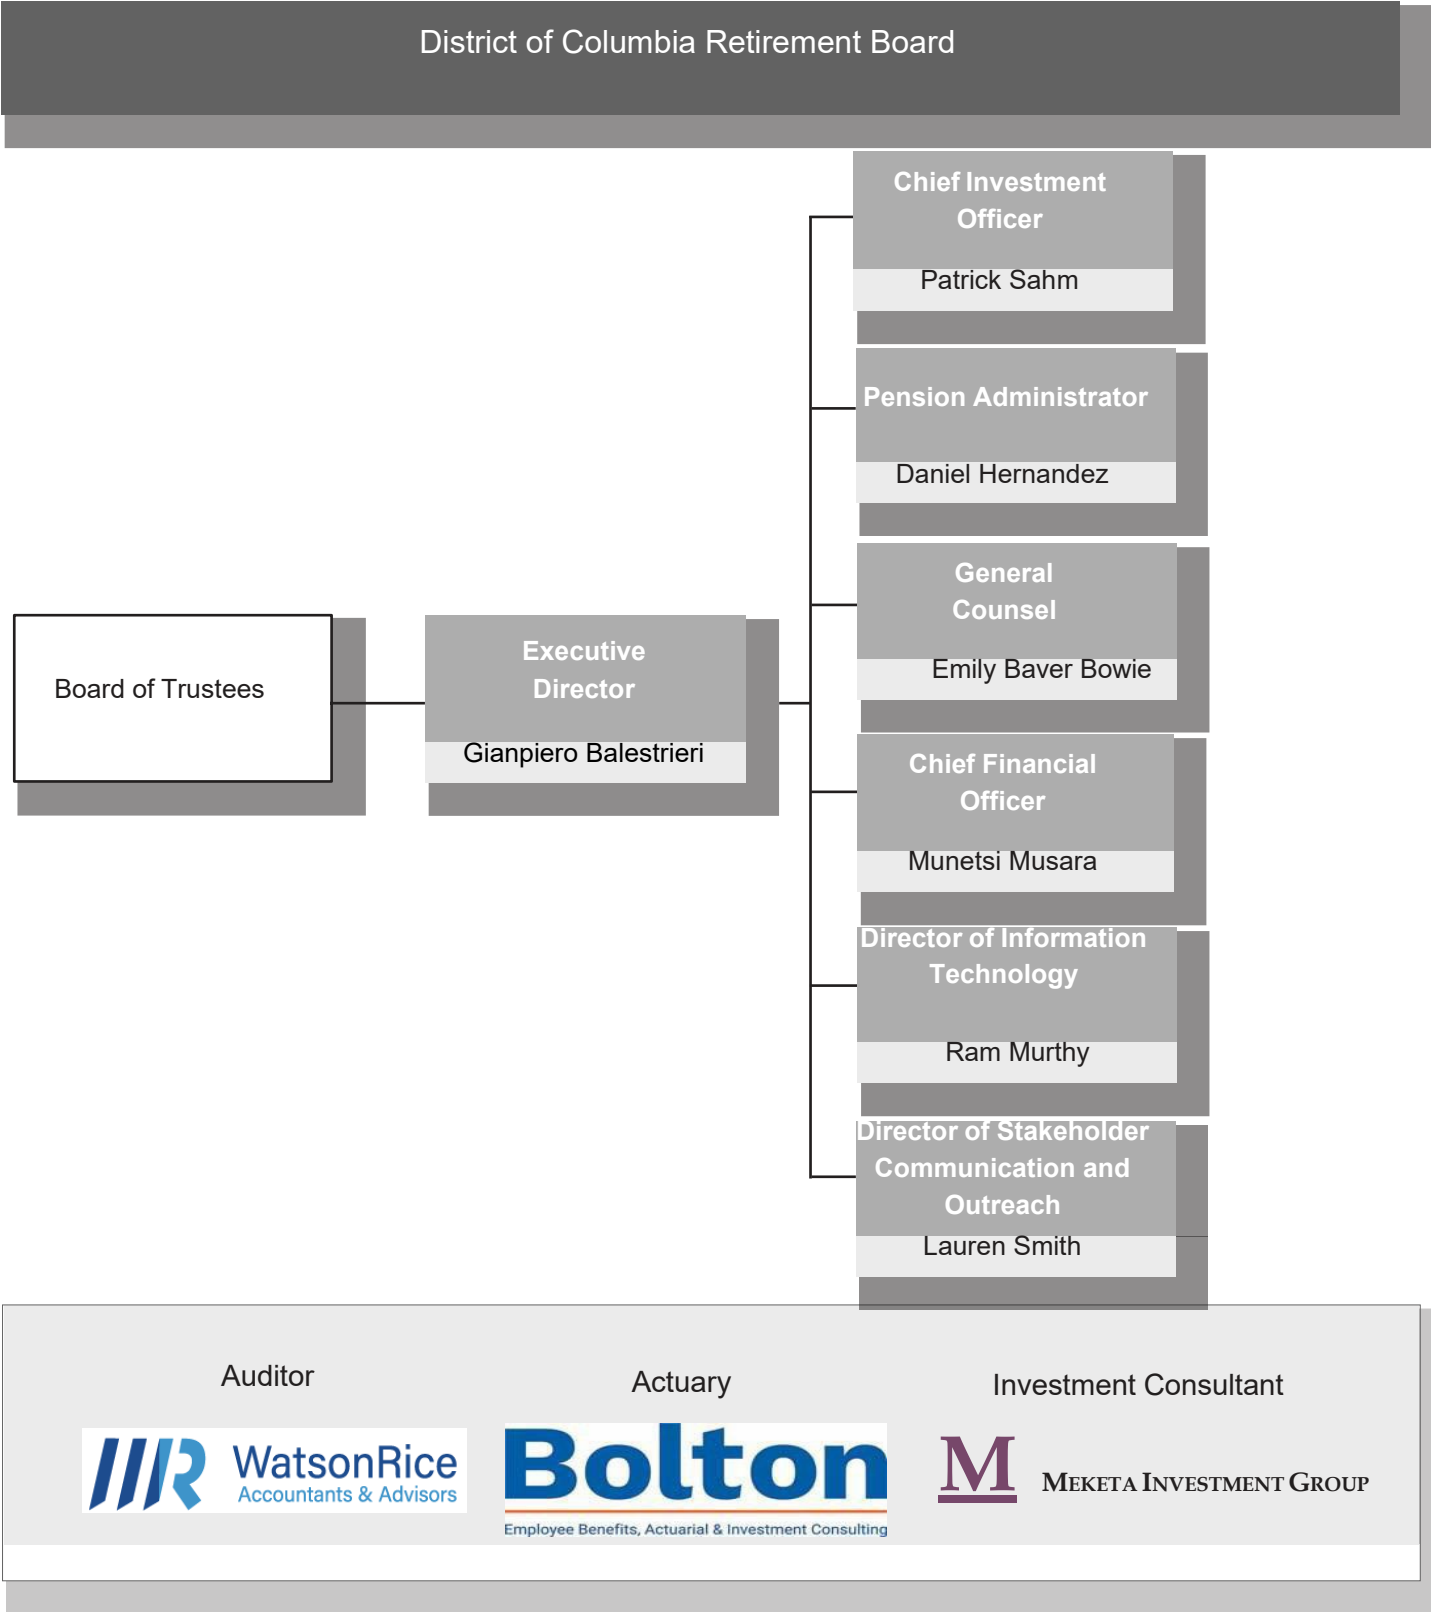 District of Columbia Retirement Board
Chief Investment
Officer
Patrick Sahm
Pension Administrator
Daniel Hernandez
General
Counsel
Emily Baver Bowie
Board of Trustees
Executive
Director
Gianpiero Balestrieri
Chief Financial
Officer
Munetsi Musara
Director of Information
Technology
Ram Murthy
Director of Stakeholder
Communication and
Outreach
Lauren Smith
Auditor
Actuary
Investment Consultant
WatsonRice
Accountants & Advisors
Bolton
Employee Benefits, Actuarial & Investment Consulting
M
MEKETA INVESTMENT GROUP